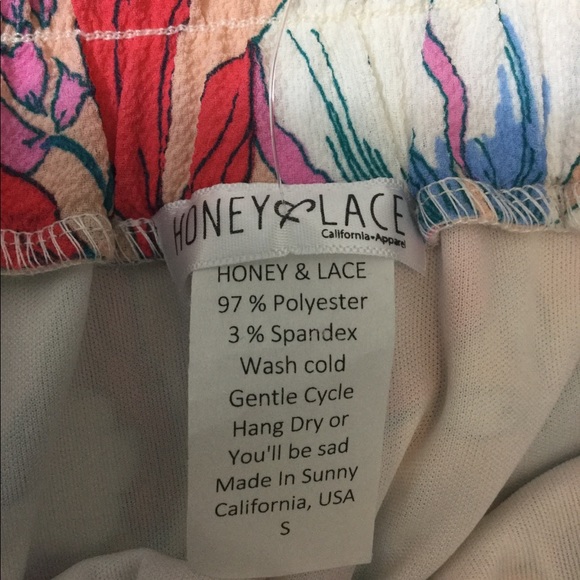 HONEY & LACE
California•Apparel
HONEY & LACE
97 % Polyester
3 % Spandex
Wash cold
Gentle Cycle
Hang Dry or
You'll be sad
Made In Sunny
California, USA
S